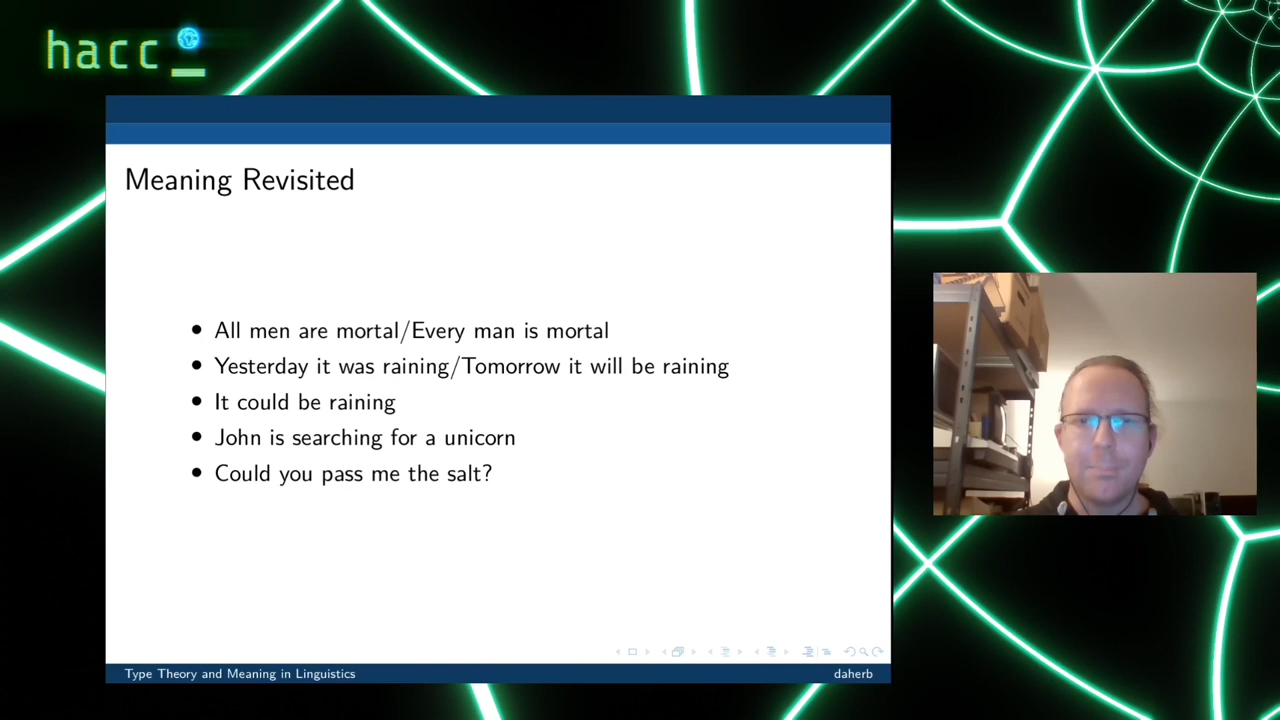 hacc
Meaning Revisited
• All men are mortal/Every man is mortal
• Yesterday it was raining/Tomorrow it will be raining
• It could be raining
• John is searching for a unicorn
• Could you pass me the salt?
Type Theory and Meaning in Linguistics
daherb